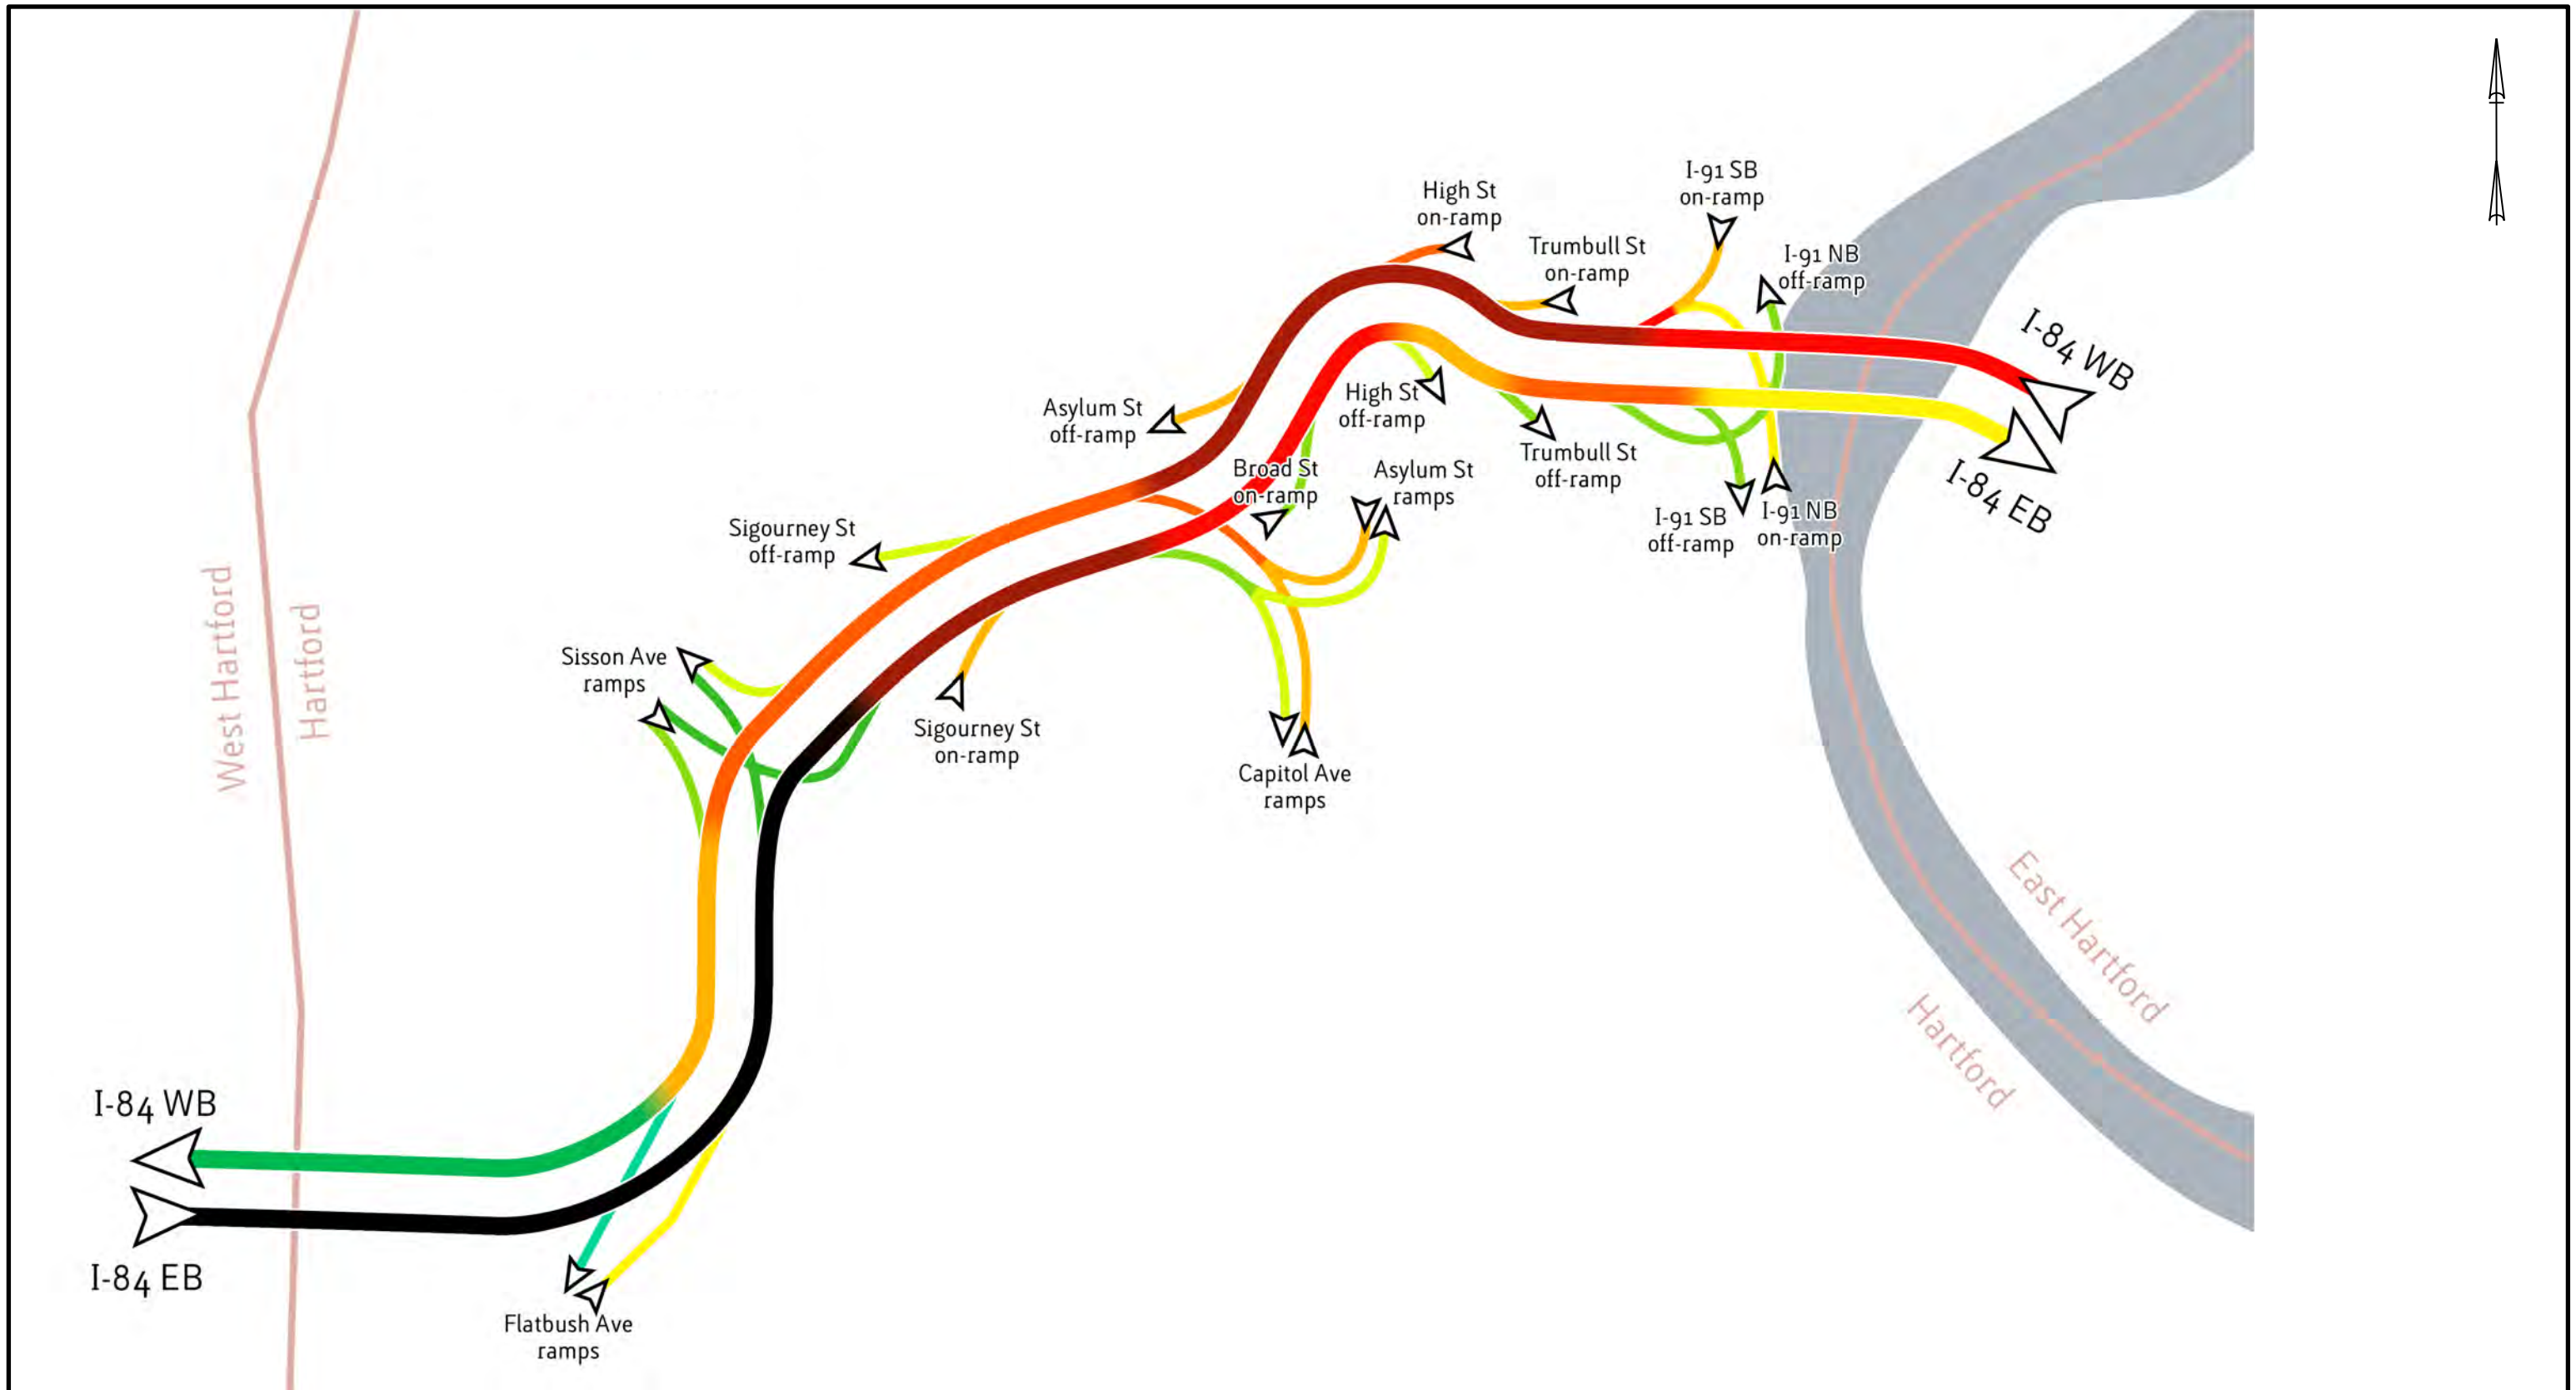 High St
on-ramp
I-91 SB
on-ramp
Trumbull St
on-ramp
I-91 NB
off-ramp
I-84 WB
Asylum St
off-ramp
High St
off-ramp
Trumbull St
off-ramp
Broad St
on-ramp
Asylum St
ramps
I-84 EB
I-91 SB
off-ramp
I-91 NB
on-ramp
Sigourney St
off-ramp
West Hartford
Hartford
Sisson Ave
ramps
Sigourney St
on-ramp
Capitol Ave
ramps
East Hartford
Hartford
I-84 WB
I-84 EB
Flatbush Ave
ramps